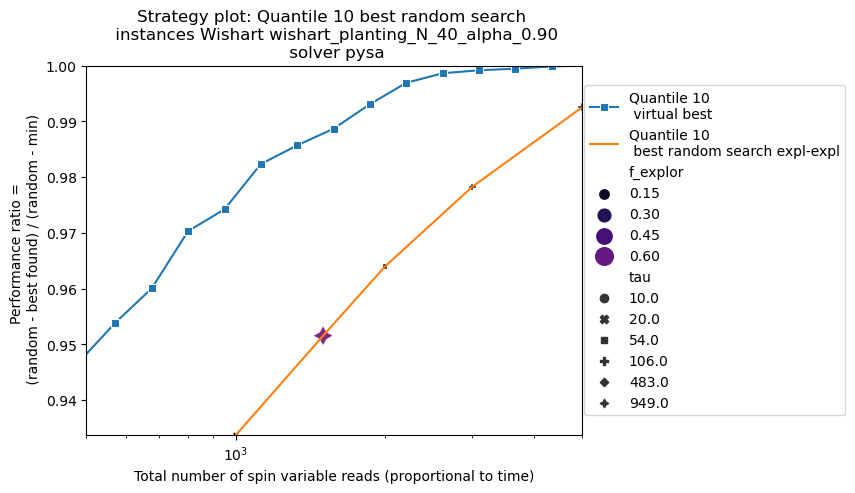 Strategy plot: Quantile 10 best random search
instances Wishart wishart_planting_N_40_alpha_0.90
solver pysa
Performance ratio =
(random - best found) / (random - min)
1.00
0.99
0.98
0.97
0.96
0.95
0.94
10^3
Total number of spin variable reads (proportional to time)
Quantile 10
virtual best
Quantile 10
best random search expl-expl
f_explor
0.15
0.30
0.45
0.60
tau
10.0
20.0
54.0
106.0
483.0
949.0